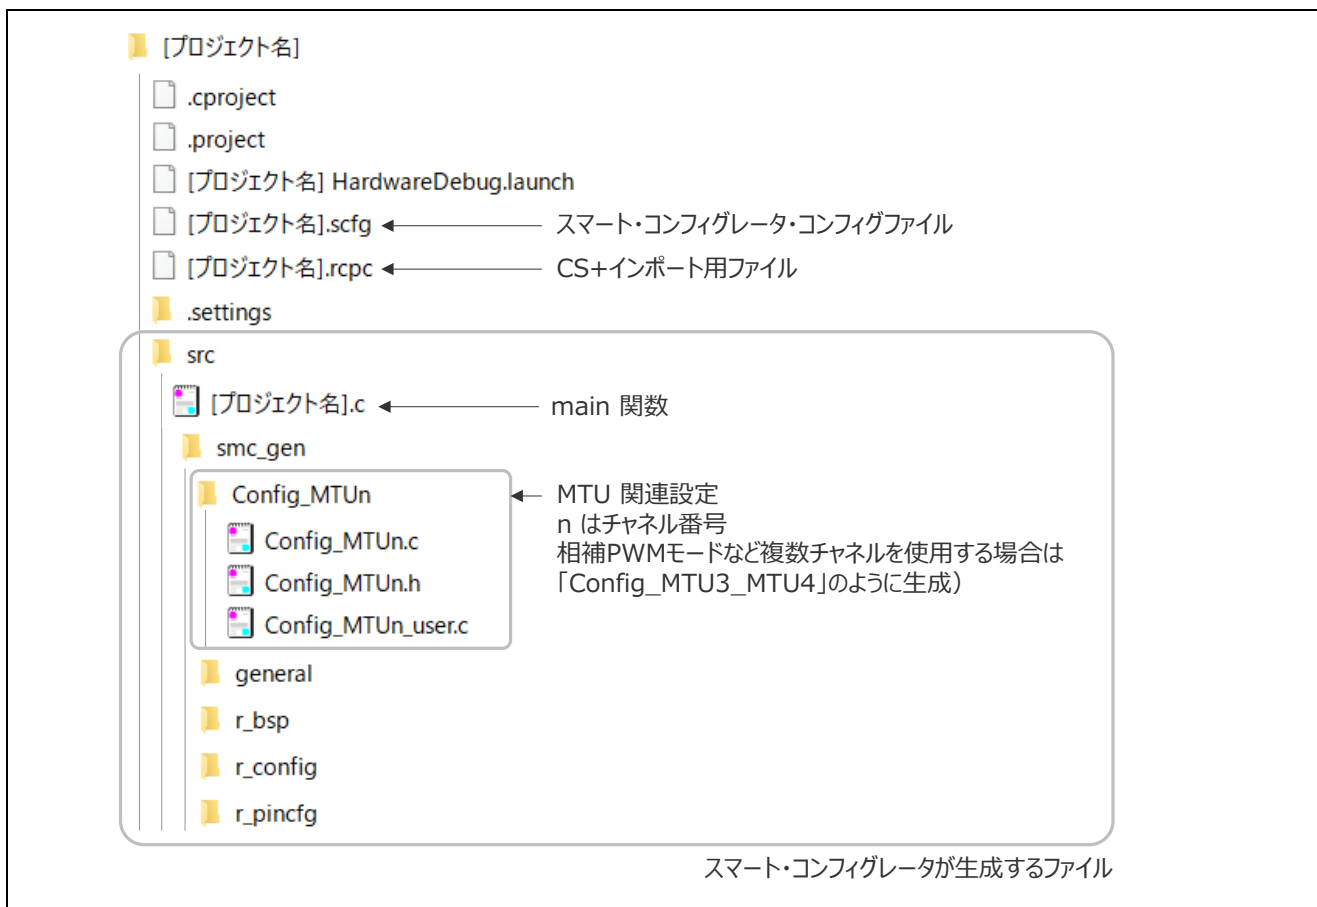 [プロジェクト名]
.cproject
.project
[プロジェクト名] HardwareDebug.launch
[プロジェクト名].scfg スマート・コンフィグレータ・コンフィグファイル
[プロジェクト名].rcpc CS+インポート用ファイル
.settings
src
[プロジェクト名].c main 関数
smc_gen
Config_MTUn MTU 関連設定
n はチャネル番号
Config_MTUn.c 相補PWMモードなど複数チャネルを使用する場合は
Config_MTUn.h 「Config_MTU3_MTU4」のように生成）
Config_MTUn_user.c
general
r_bsp
r_config
r_pincfg
スマート・コンフィグレータが生成するファイル